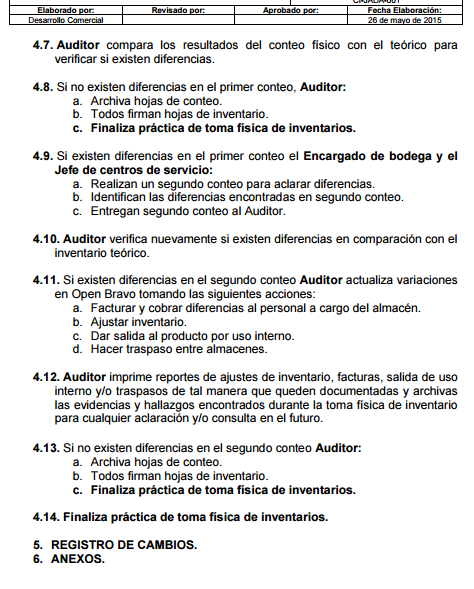 Elaborado por: Revisado por: Aprobado por: Fecha Elaboración:
Desarrollo Comercial 26 de mayo de 2015
4.7. Auditor compara los resultados del conteo físico con el teórico para
verificar si existen diferencias.
4.8. Si no existen diferencias en el primer conteo, Auditor:
a. Archiva hojas de conteo.
b. Todos firman hojas de inventario.
c. Finaliza práctica de toma física de inventarios.
4.9. Si existen diferencias en el primer conteo el Encargado de bodega y el
Jefe de centros de servicio:
a. Realizan un segundo conteo para aclarar diferencias.
b. Identifican las diferencias encontradas en segundo conteo.
c. Entregan segundo conteo al Auditor.
4.10. Auditor verifica nuevamente si existen diferencias en comparación con el
inventario teórico.
4.11. Si existen diferencias en el segundo conteo Auditor actualiza variaciones
en Open Bravo tomando las siguientes acciones:
a. Facturar y cobrar diferencias al personal a cargo del almacén.
b. Ajustar inventario.
c. Dar salida al producto por uso interno.
d. Hacer traspaso entre almacenes.
4.12. Auditor imprime reportes de ajustes de inventario, facturas, salida de uso
interno y/o traspasos de tal manera que queden documentadas y archivas
las evidencias y hallazgos encontrados durante la toma física de inventario
para cualquier aclaración y/o consulta en el futuro.
4.13. Si no existen diferencias en el segundo conteo Auditor:
a. Archiva hojas de conteo.
b. Todos firman hojas de inventario.
c. Finaliza práctica de toma física de inventarios.
4.14. Finaliza práctica de toma física de inventarios.
5. REGISTRO DE CAMBIOS.
6. ANEXOS.